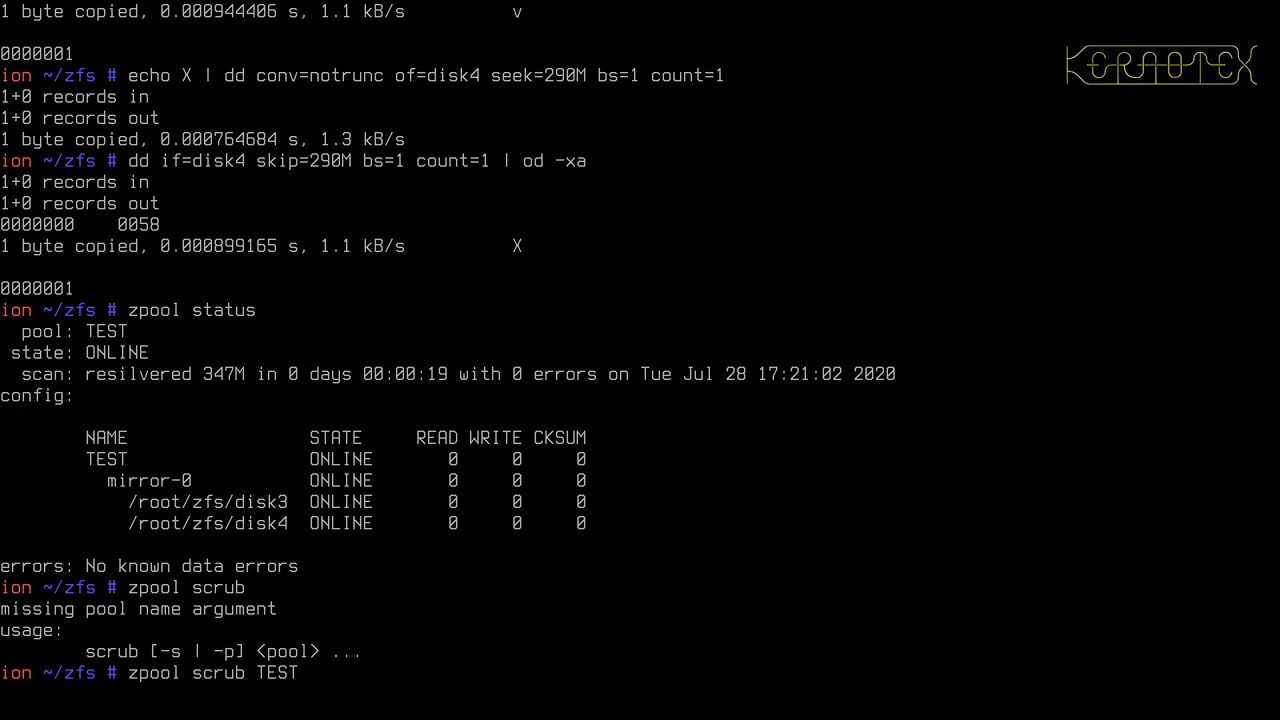 1 byte copied, 0.000944406 s, 1.1 kB/s          v
0000001
ion ~/zfs # echo X | dd conv=notrunc of=disk4 seek=290M bs=1 count=1
1+0 records in
1+0 records out
1 byte copied, 0.000764684 s, 1.3 kB/s
ion ~/zfs # dd if=disk4 skip=290M bs=1 count=1 | od -xa
1+0 records in
1+0 records out
0000000    0058
1 byte copied, 0.000899165 s, 1.1 kB/s          X
0000001
ion ~/zfs # zpool status
  pool: TEST
 state: ONLINE
  scan: resilvered 347M in 0 days 00:00:19 with 0 errors on Tue Jul 28 17:21:02 2020
config:
        NAME                 STATE     READ WRITE CKSUM
        TEST                 ONLINE       0     0     0
          mirror-0           ONLINE       0     0     0
            /root/zfs/disk3  ONLINE       0     0     0
            /root/zfs/disk4  ONLINE       0     0     0
errors: No known data errors
ion ~/zfs # zpool scrub
missing pool name argument
usage:
        scrub [-s | -p] <pool> ...
ion ~/zfs # zpool scrub TEST